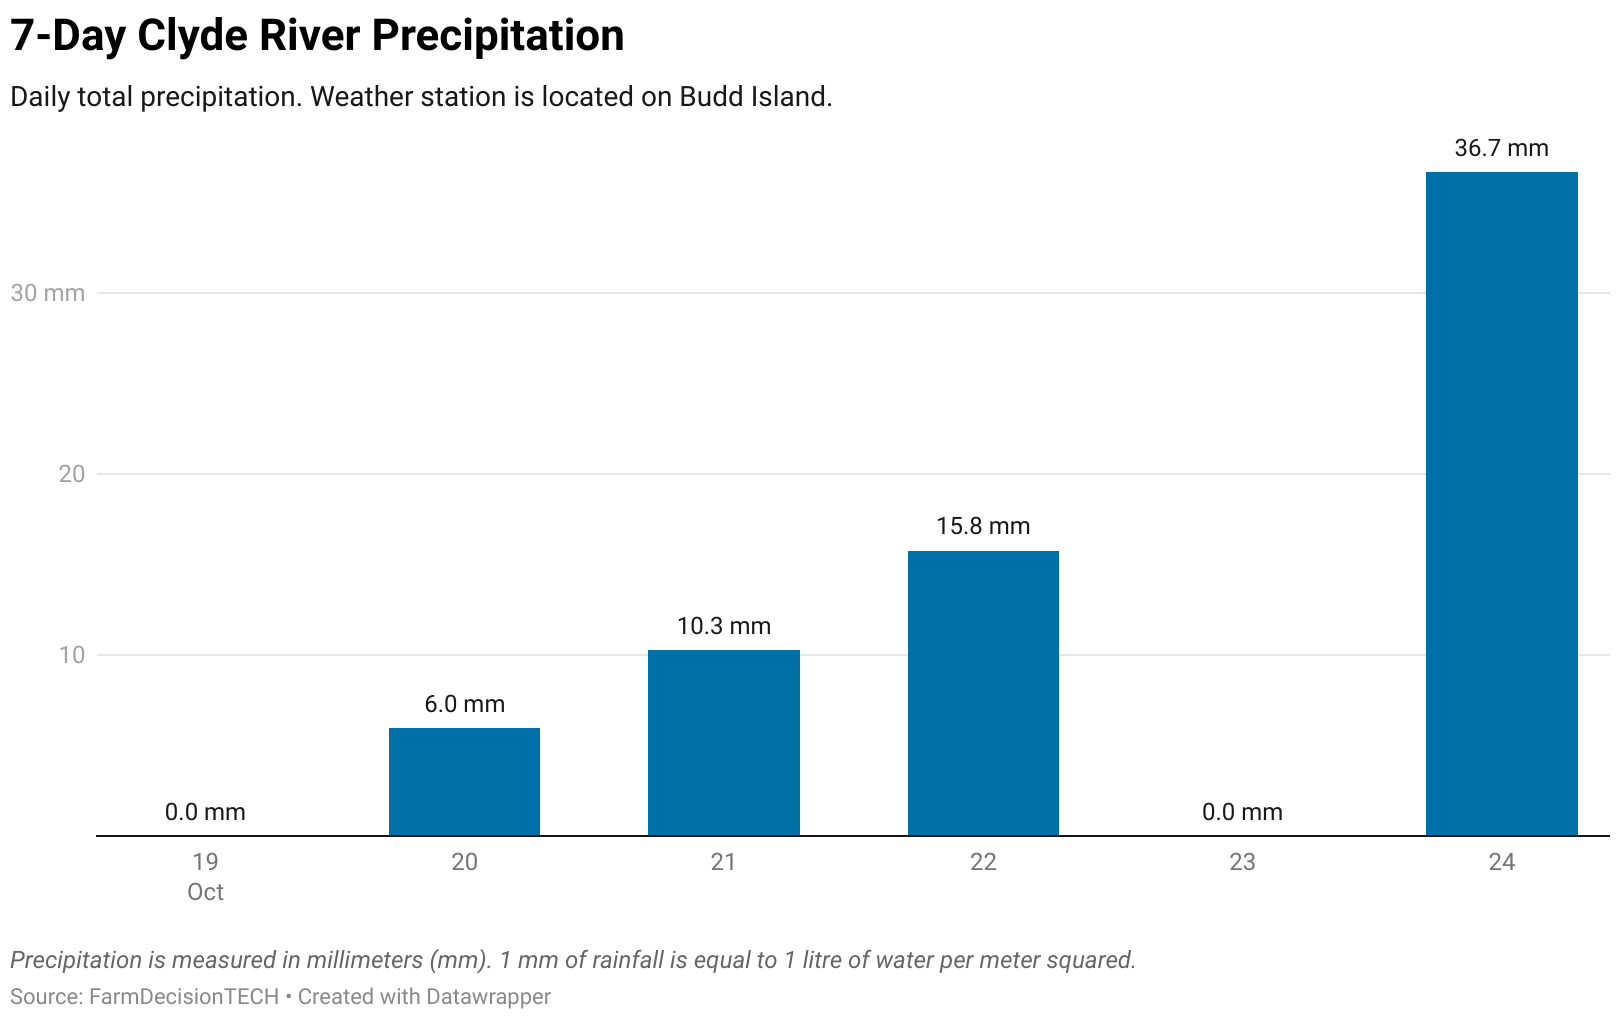 7-Day Clyde River Precipitation
Daily total precipitation. Weather station is located on Budd Island.
36.7 mm
30 mm
20
15.8 mm
10.3 mm
10
6.0 mm
0.0 mm
0.0 mm
19
20
21
22
23
24
Oct
Precipitation is measured in millimeters (mm). 1 mm of rainfall is equal to 1 litre of water per meter squared.
Source: FarmDecisionTECH • Created with Datawrapper